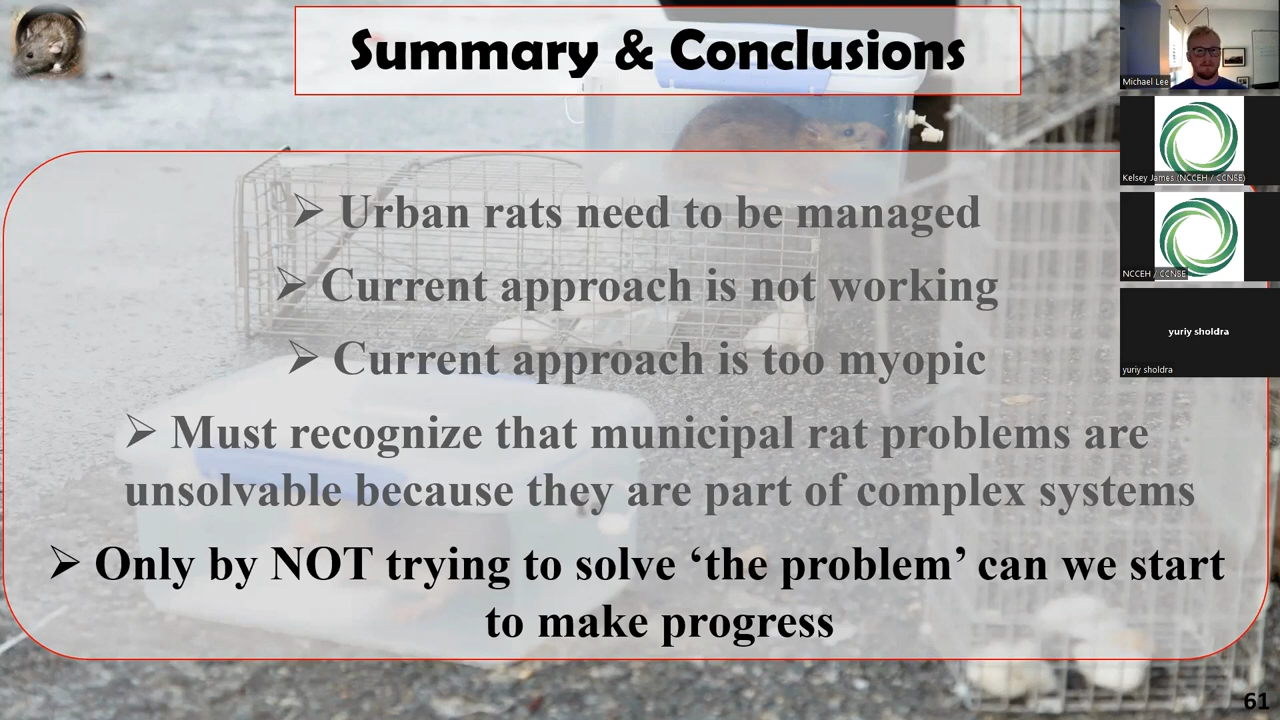 Summary & Conclusions
➢ Urban rats need to be managed
➢ Current approach is not working
➢ Current approach is too myopic
➢ Must recognize that municipal rat problems are
unsolvable because they are part of complex systems
➢ Only by NOT trying to solve ‘the problem’ can we start
to make progress
Michael Lee
Kelsey James (NCCEH / CCNSE)
NCCEH / CCNSE
yuriy sholdra
yuriy sholdra
61